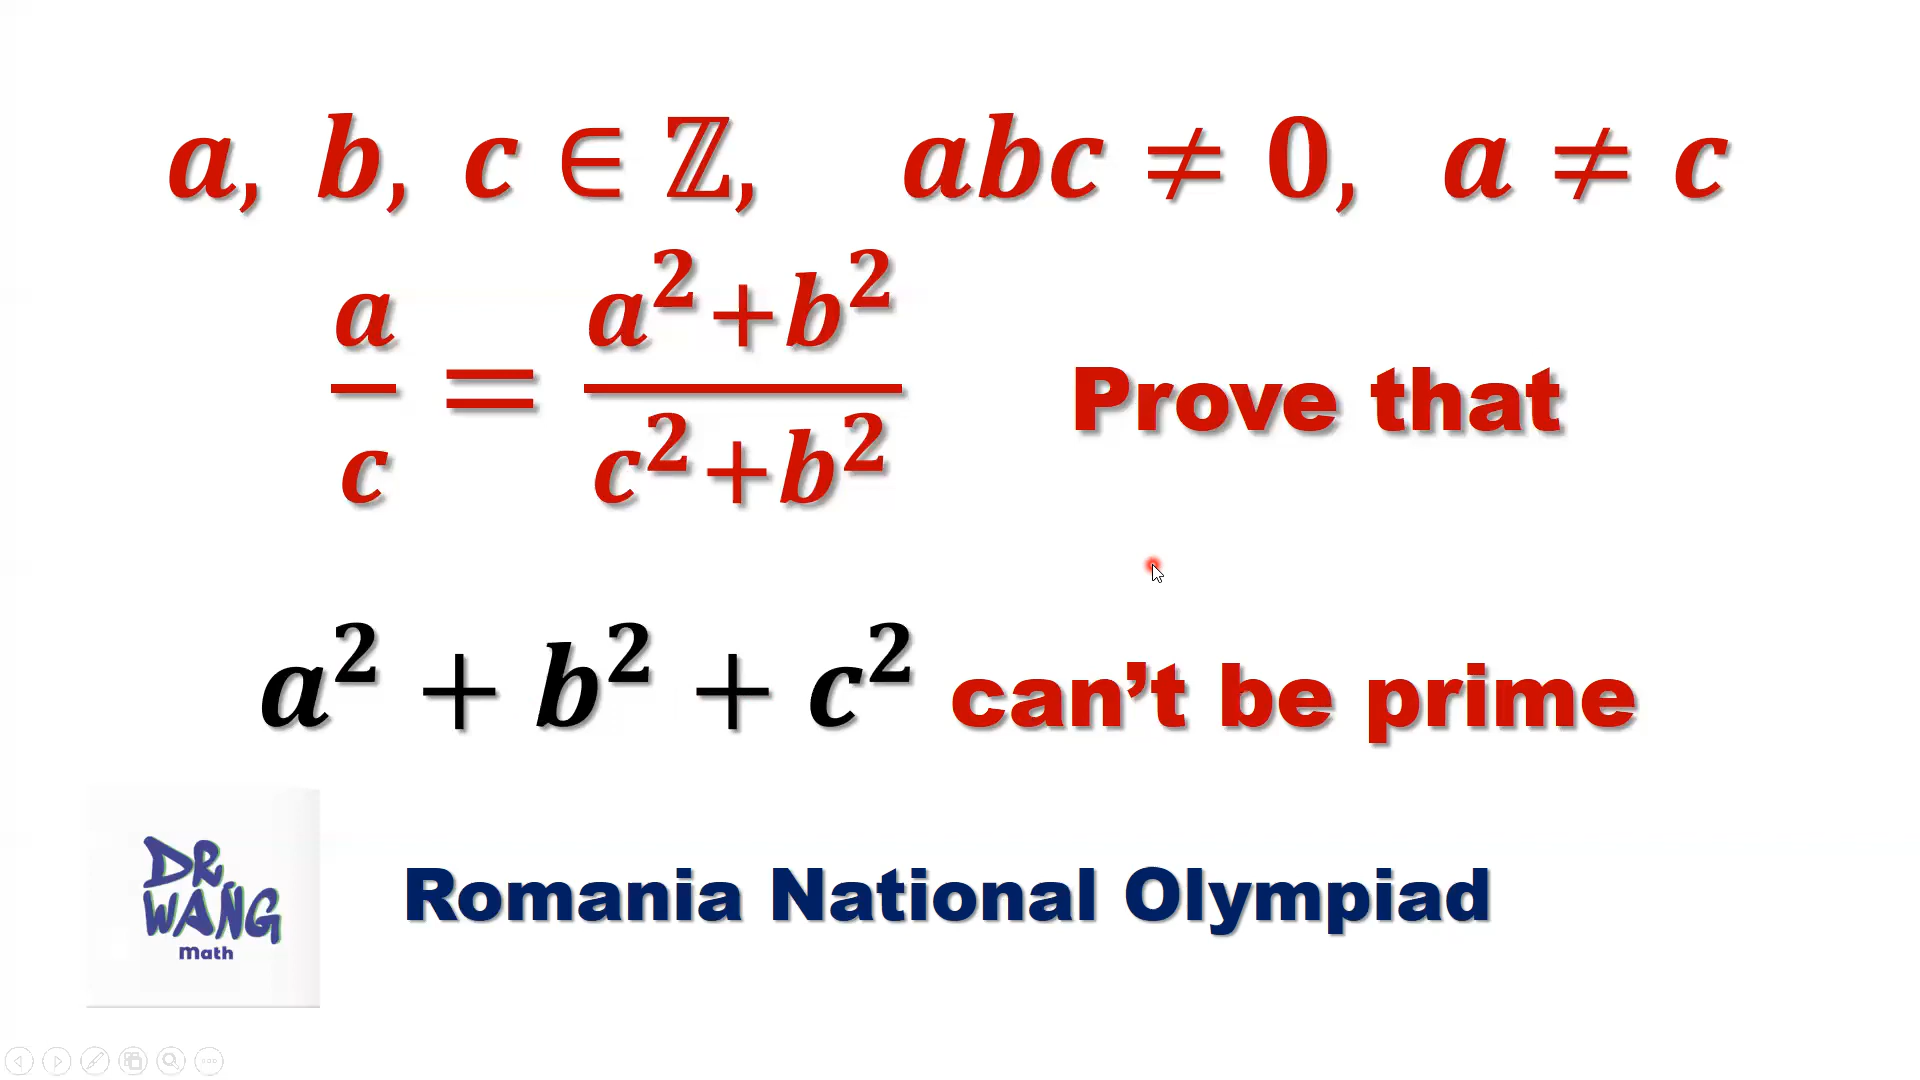 a, b, c ∈ ℤ, abc ≠ 0, a ≠ c
a/c = (a²+b²)/(c²+b²) Prove that
a² + b² + c² can't be prime
DR
WANG
Math
Romania National Olympiad